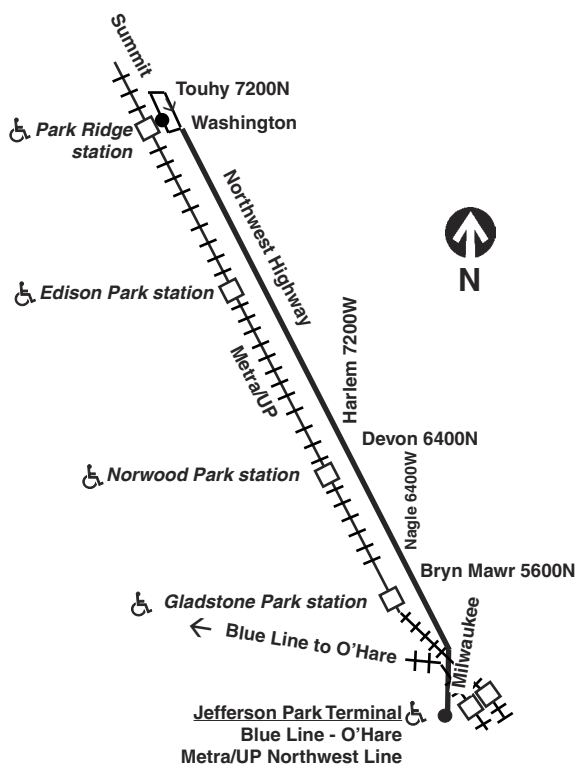 Summit
Touhy 7200N
Washington
Park Ridge
station
Northwest Highway
N
Edison Park station
Harlem 7200W
Metra/UP
Devon 6400N
Nagle 6400W
Norwood Park station
Bryn Mawr 5600N
Gladstone Park station
Milwaukee
Blue Line to O’Hare
Jefferson Park Terminal
Blue Line - O’Hare
Metra/UP Northwest Line